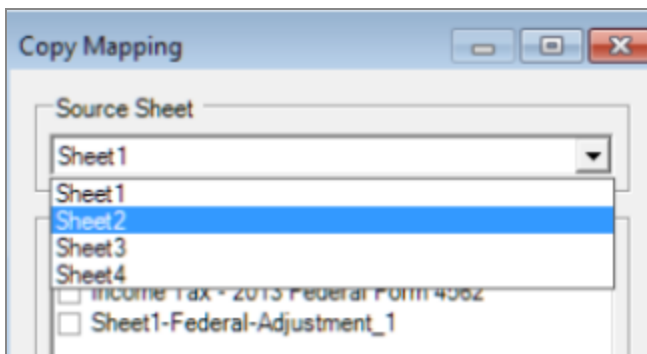 Copy Mapping
Source Sheet
Sheet1
Sheet1
Sheet2
Sheet3
Sheet4
Income Tax - 2013 Federal Form 4562
Sheet1-Federal-Adjustment_1